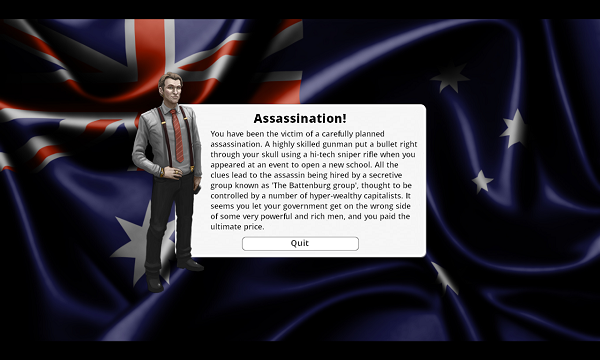 Assassination!
You have been the victim of a carefully planned
assassination. A highly skilled gunman put a bullet right
through your skull using a hi-tech sniper rifle when you
appeared at an event to open a new school. All the
clues lead to the assassin being hired by a secretive
group known as 'The Battenburg group', thought to be
controlled by a number of hyper-wealthy capitalists. It
seems you let your government get on the wrong side
of some very powerful and rich men, and you paid the
ultimate price.
Quit